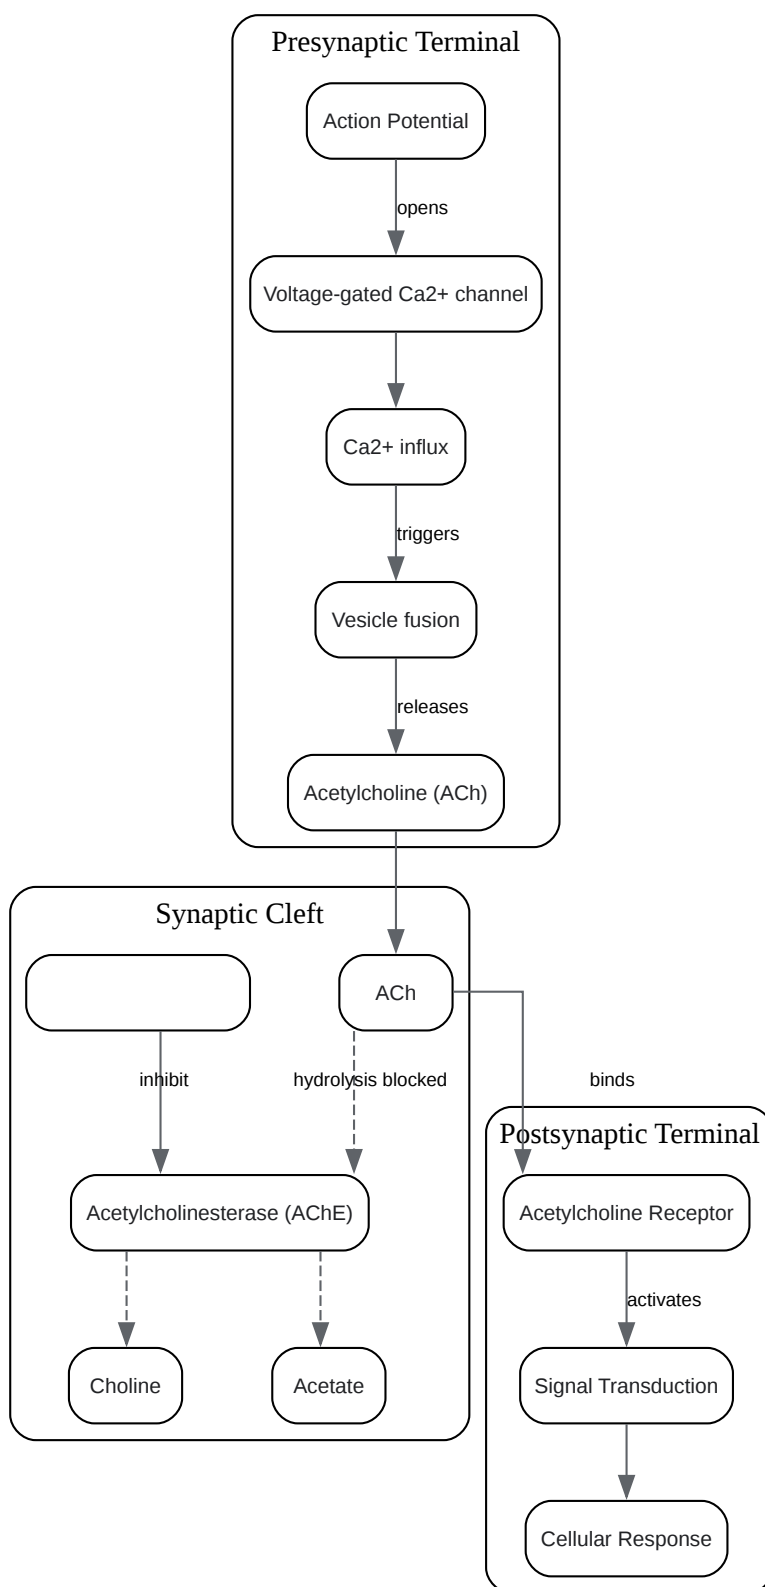 Presynaptic Terminal
Action Potential
opens
Voltage-gated Ca2+ channel
Ca2+ influx
triggers
Vesicle fusion
releases
Acetylcholine (ACh)
Synaptic Cleft
ACh
inhibit
hydrolysis blocked
binds
Postsynaptic Terminal
Acetylcholinesterase (AChE)
Acetylcholine Receptor
activates
Choline
Acetate
Signal Transduction
Cellular Response